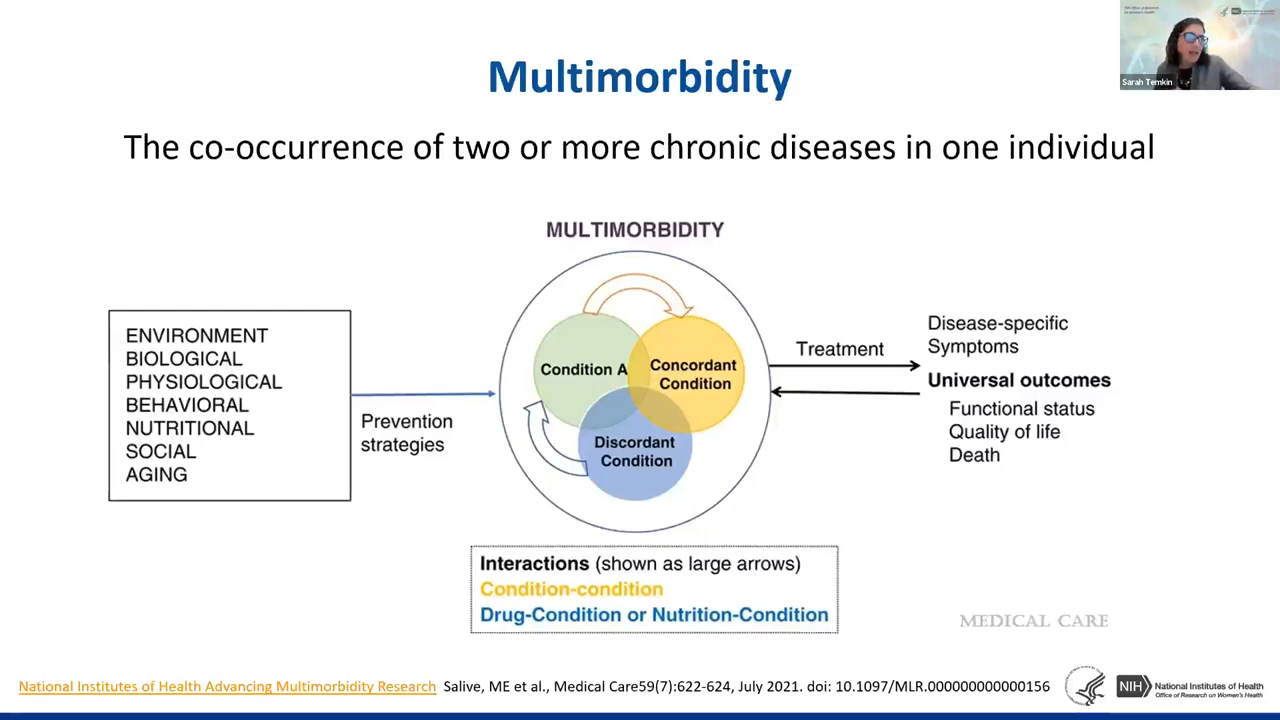 Sarah Temkin
Multimorbidity
The co-occurrence of two or more chronic diseases in one individual
MULTIMORBIDITY
ENVIRONMENT
BIOLOGICAL
PHYSIOLOGICAL
BEHAVIORAL
NUTRITIONAL
SOCIAL
AGING
Prevention
strategies
Condition A
Concordant
Condition
Discordant
Condition
Treatment
Disease-specific
Symptoms
Universal outcomes
Functional status
Quality of life
Death
Interactions (shown as large arrows)
Condition-condition
Drug-Condition or Nutrition-Condition
MEDICAL CARE
National Institutes of Health Advancing Multimorbidity Research Salive, ME et al., Medical Care59(7):622-624, July 2021. doi: 10.1097/MLR.000000000000156
NIH National Institutes of Health
Office of Research on Women's Health